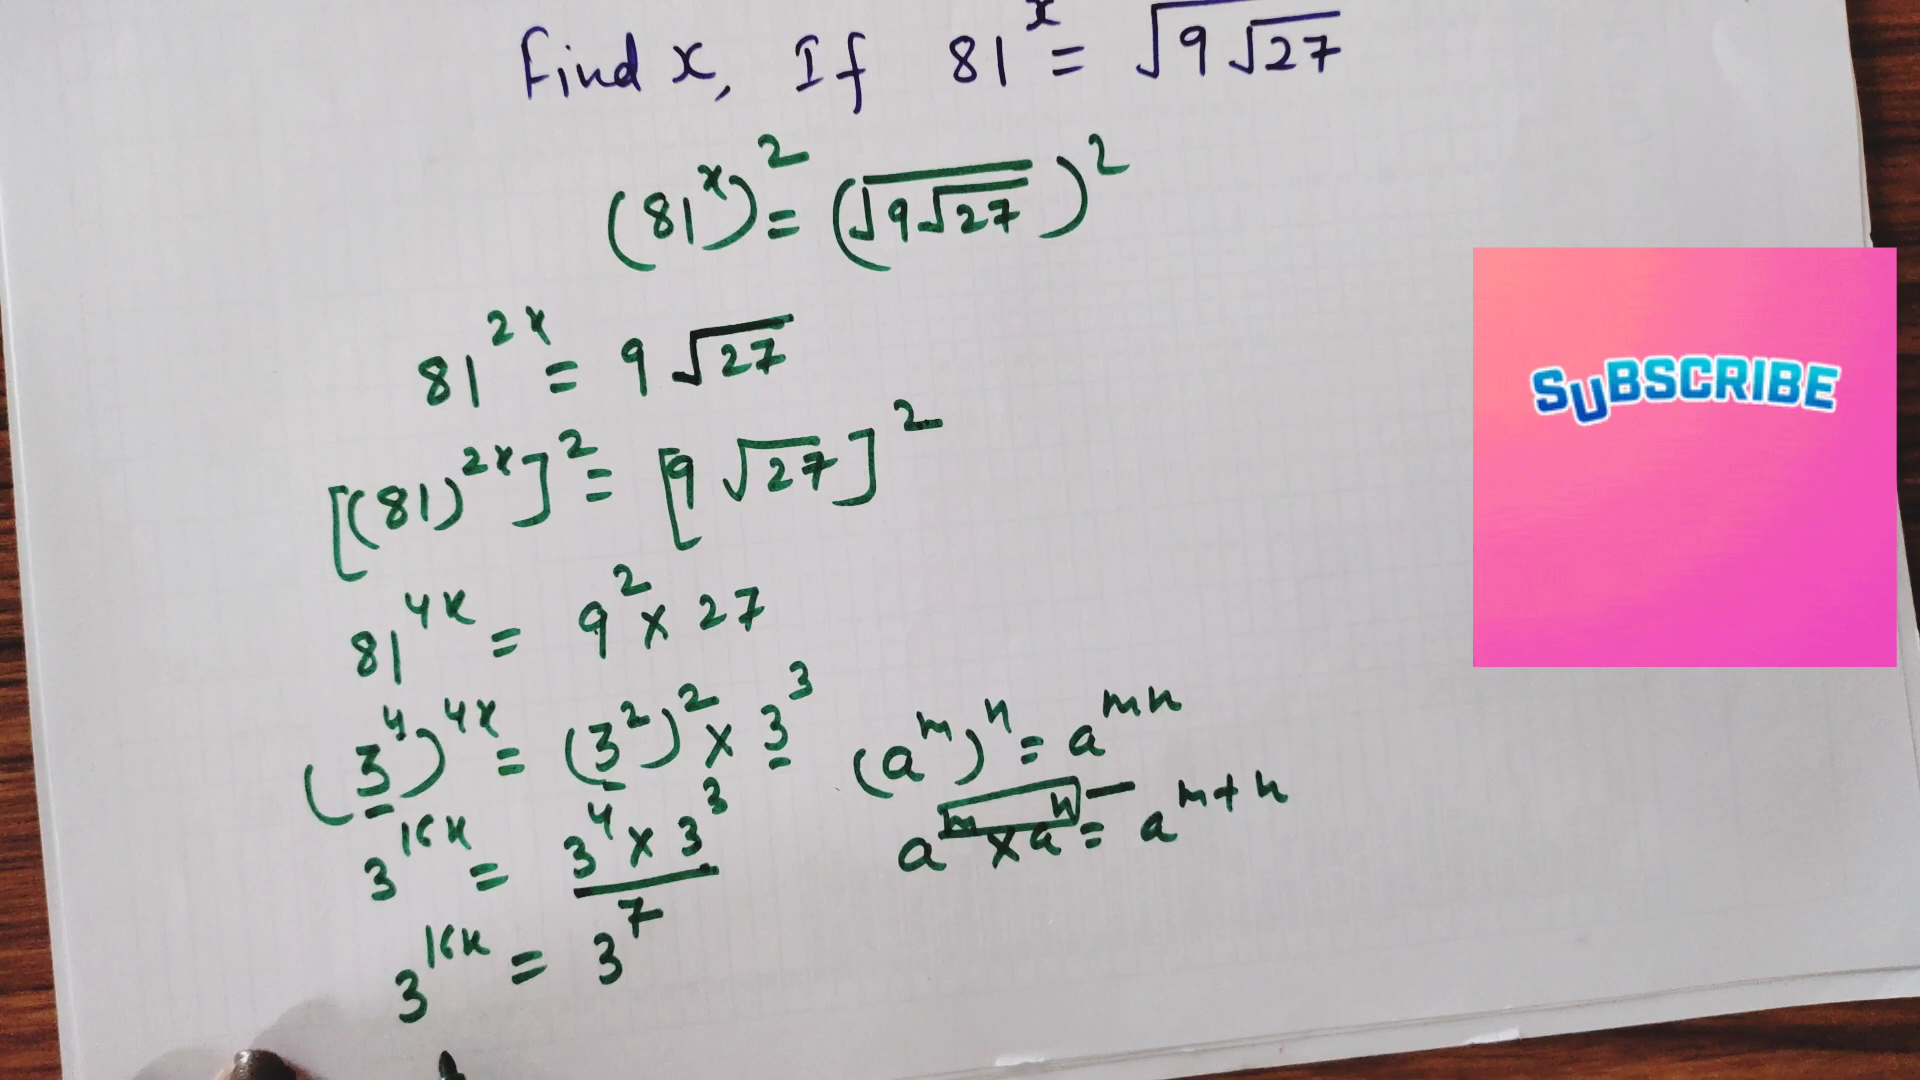 Find x, If 81^x = √(9√27)
(81^x)^2 = (√(9√27))^2
81^2x = 9√27
[(81)^2x]^2 = [9√27]^2
81^4x = 9^2 × 27
(3^4)^4x = (3^2)^2 × 3^3
(a^m)^n = a^mn
3^16x = 3^4 × 3^3
a^m × a^n = a^m+n
3^16x = 3^7
SUBSCRIBE